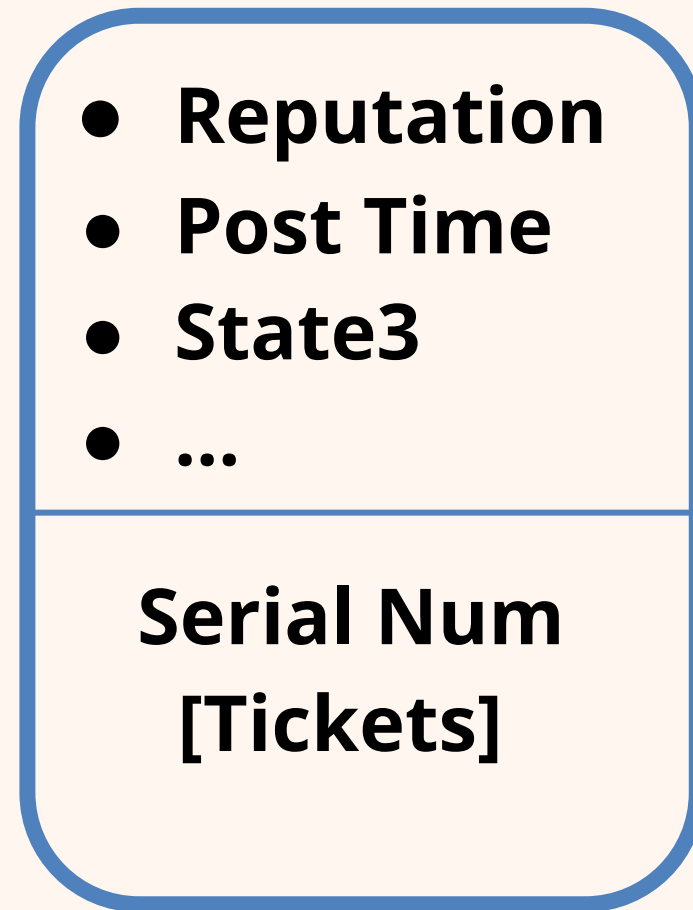 ● Reputation
● Post Time
● State3
● ...
Serial Num
[Tickets]